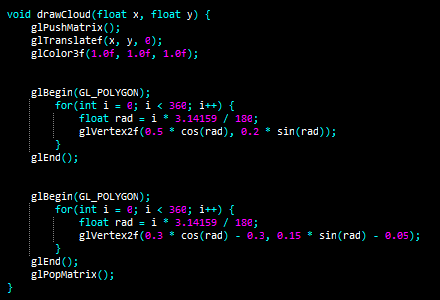 void drawCloud(float x, float y) {
    glPushMatrix();
    glTranslatef(x, y, 0);
    glColor3f(1.0f, 1.0f, 1.0f);

    glBegin(GL_POLYGON);
        for(int i = 0; i < 360; i++) {
            float rad = i * 3.14159 / 180;
            glVertex2f(0.5 * cos(rad), 0.2 * sin(rad));
        }
    glEnd();

    glBegin(GL_POLYGON);
        for(int i = 0; i < 360; i++) {
            float rad = i * 3.14159 / 180;
            glVertex2f(0.3 * cos(rad) - 0.3, 0.15 * sin(rad) - 0.05);
        }
    glEnd();
    glPopMatrix();
}